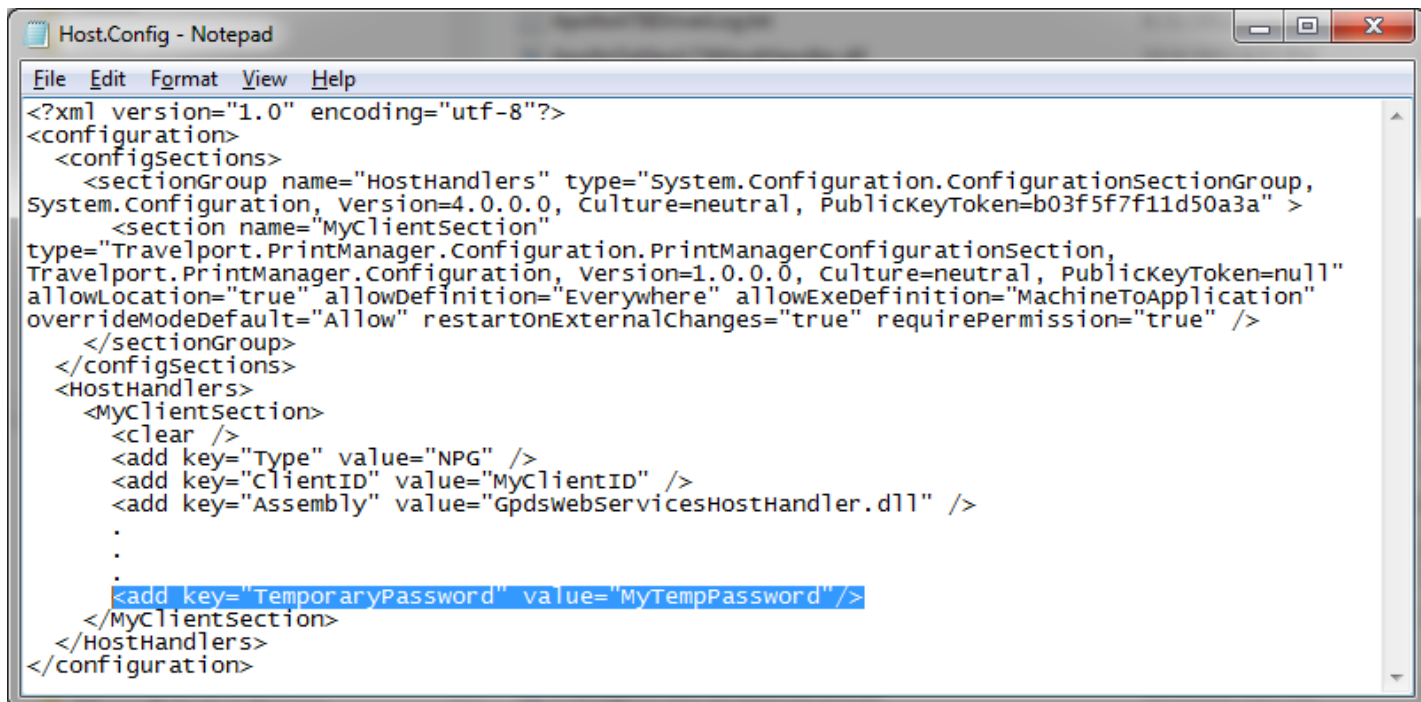 Host.Config - Notepad
File Edit Format View Help
<?xml version="1.0" encoding="utf-8"?>
<configuration>
  <configSections>
    <sectionGroup name="HostHandlers" type="System.Configuration.ConfigurationSectionGroup,
System.Configuration, Version=4.0.0.0, Culture=neutral, PublicKeyToken=b03f5f7f11d50a3a" >
      <section name="MyClientSection"
type="Travelport.PrintManager.Configuration.PrintManagerConfigurationSection,
Travelport.PrintManager.Configuration, Version=1.0.0.0, Culture=neutral, PublicKeyToken=null"
allowLocation="true" allowDefinition="Everywhere" allowExeDefinition="MachineToApplication"
overrideModeDefault="Allow" restartOnExternalChanges="true" requirePermission="true" />
    </sectionGroup>
  </configSections>
  <HostHandlers>
    <MyClientSection>
      <clear />
      <add key="Type" value="NPG" />
      <add key="ClientID" value="MyClientID" />
      <add key="Assembly" value="GpdsWebServicesHostHandler.dll" />
      .
      .
      .
      <add key="TemporaryPassword" value="MyTempPassword"/>
    </MyClientSection>
  </HostHandlers>
</configuration>